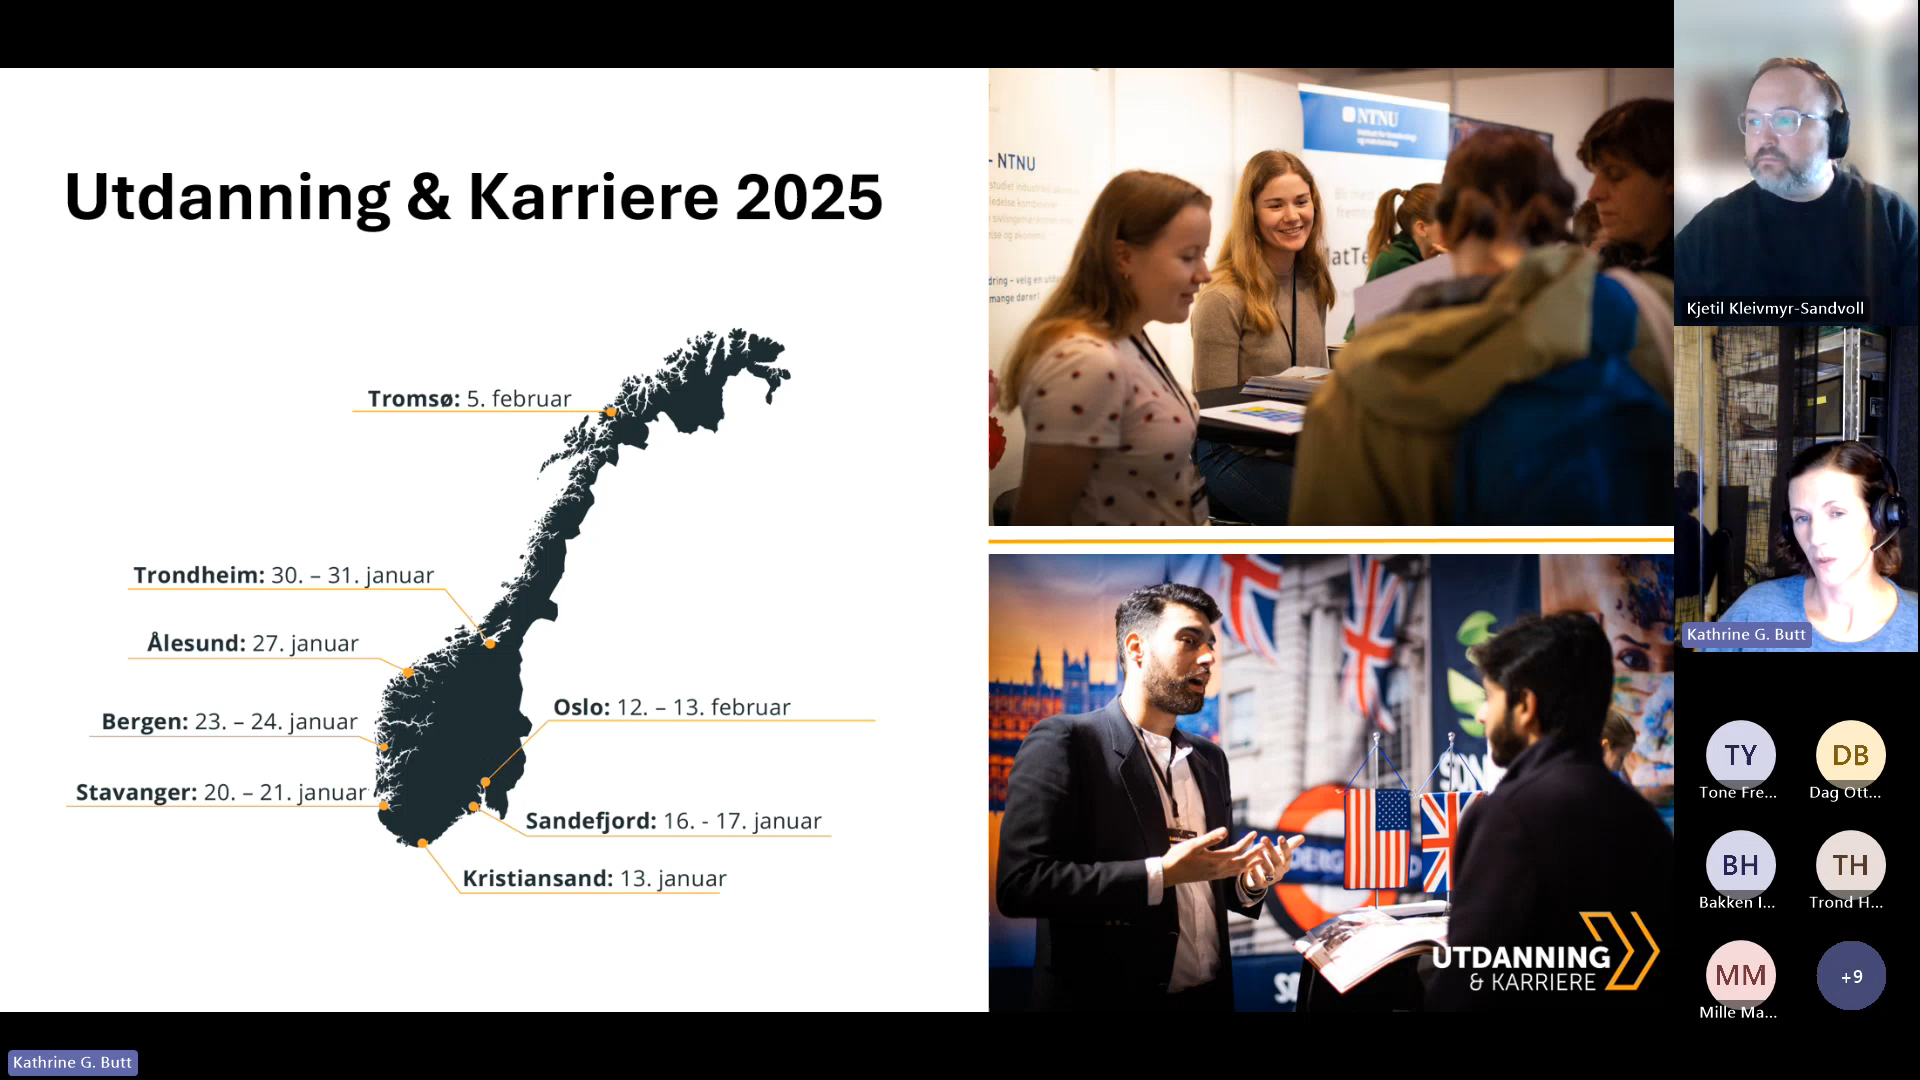 Utdanning & Karriere 2025
Tromsø: 5. februar
Trondheim: 30. – 31. januar
Ålesund: 27. januar
Bergen: 23. – 24. januar
Oslo: 12. – 13. februar
Stavanger: 20. – 21. januar
Sandefjord: 16. - 17. januar
Kristiansand: 13. januar
NTNU
- NTNU
mange dører!
UTDANNING
& KARRIERE
Kjetil Kleivmyr-Sandvoll
Kathrine G. Butt
TY
DB
Tone Fre...
Dag Ott...
BH
TH
Bakken I...
Trond H...
MM
+9
Mille Ma...
Kathrine G. Butt